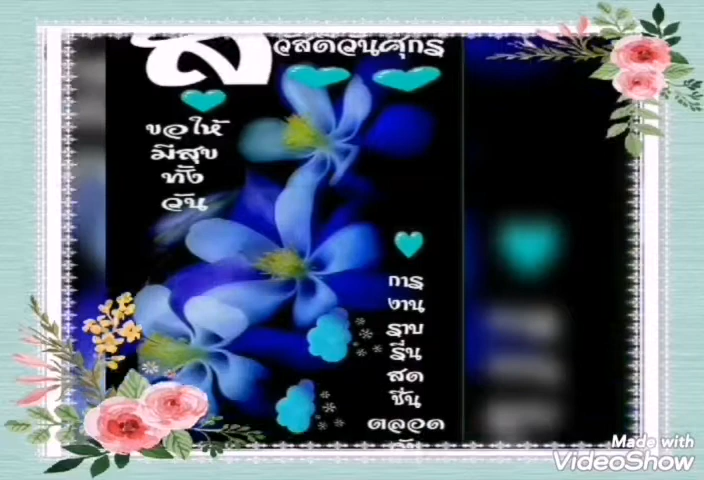 ส
วัสดีวันศุกร์
ขอให้
มีสุข
ทั้ง
วัน
การ
งาน
ราบ
รื่น
สด
ชื่น
ตลอด
Made with
VideoShow